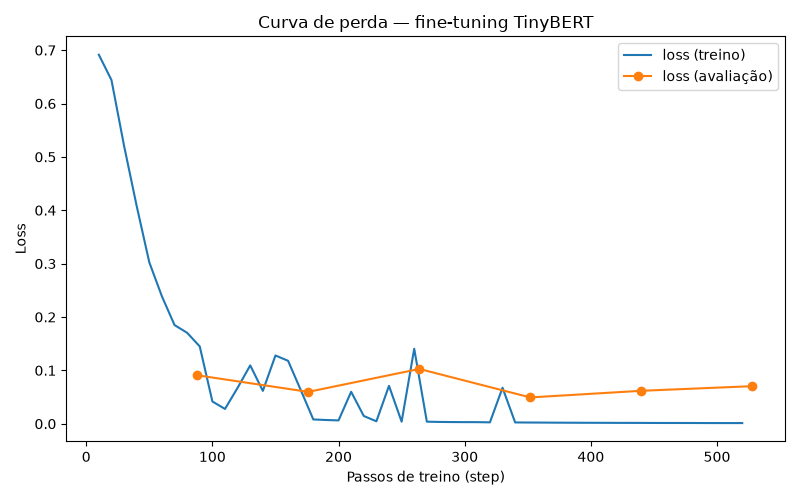 Curva de perda — fine-tuning TinyBERT
loss (treino)
loss (avaliação)
Loss
0.7
0.6
0.5
0.4
0.3
0.2
0.1
0.0
0 100 200 300 400 500
Passos de treino (step)